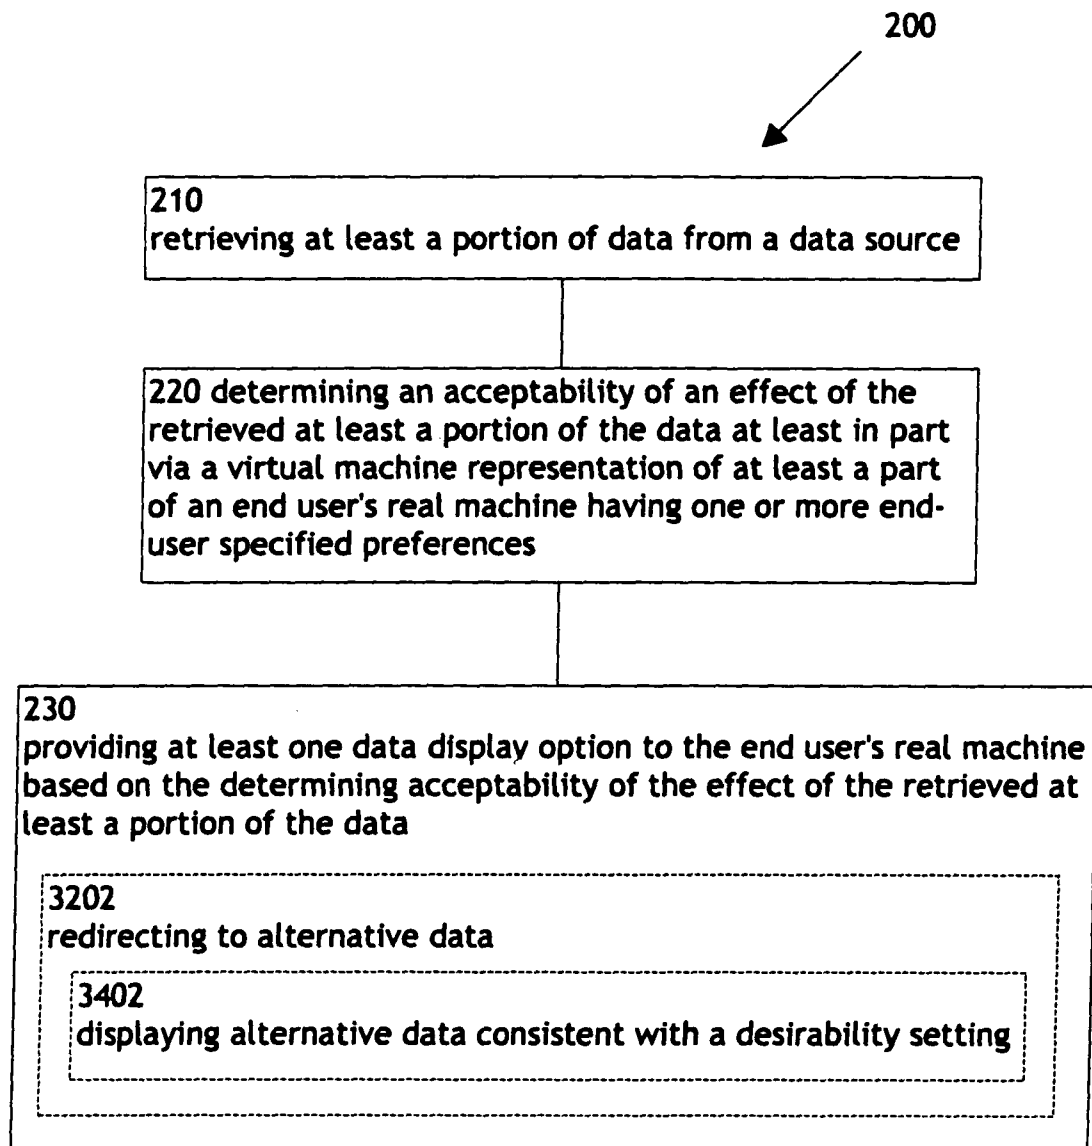 200
210
retrieving at least a portion of data from a data source
220 determining an acceptability of an effect of the
retrieved at least a portion of the data at least in part
via a virtual machine representation of at least a part
of an end user's real machine having one or more end-
user specified preferences
230
providing at least one data display option to the end user's real machine
based on the determining acceptability of the effect of the retrieved at
least a portion of the data
3202
redirecting to alternative data
3402
displaying alternative data consistent with a desirability setting